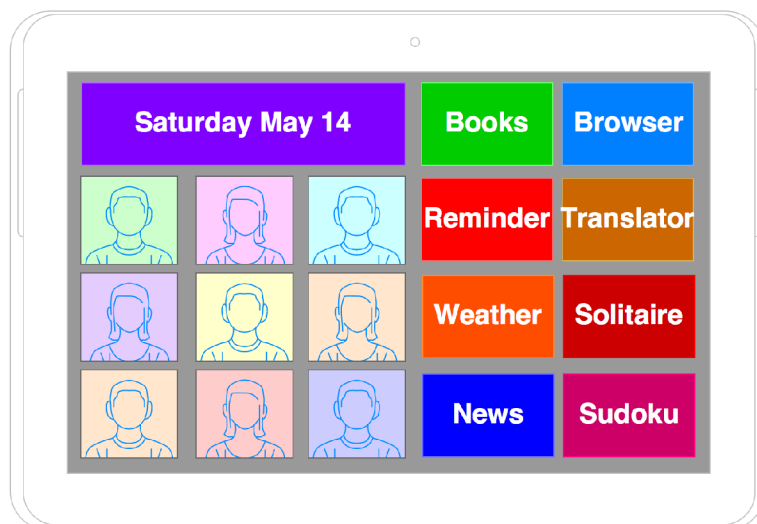 Saturday May 14
Books
Browser
Reminder
Translator
Weather
Solitaire
News
Sudoku